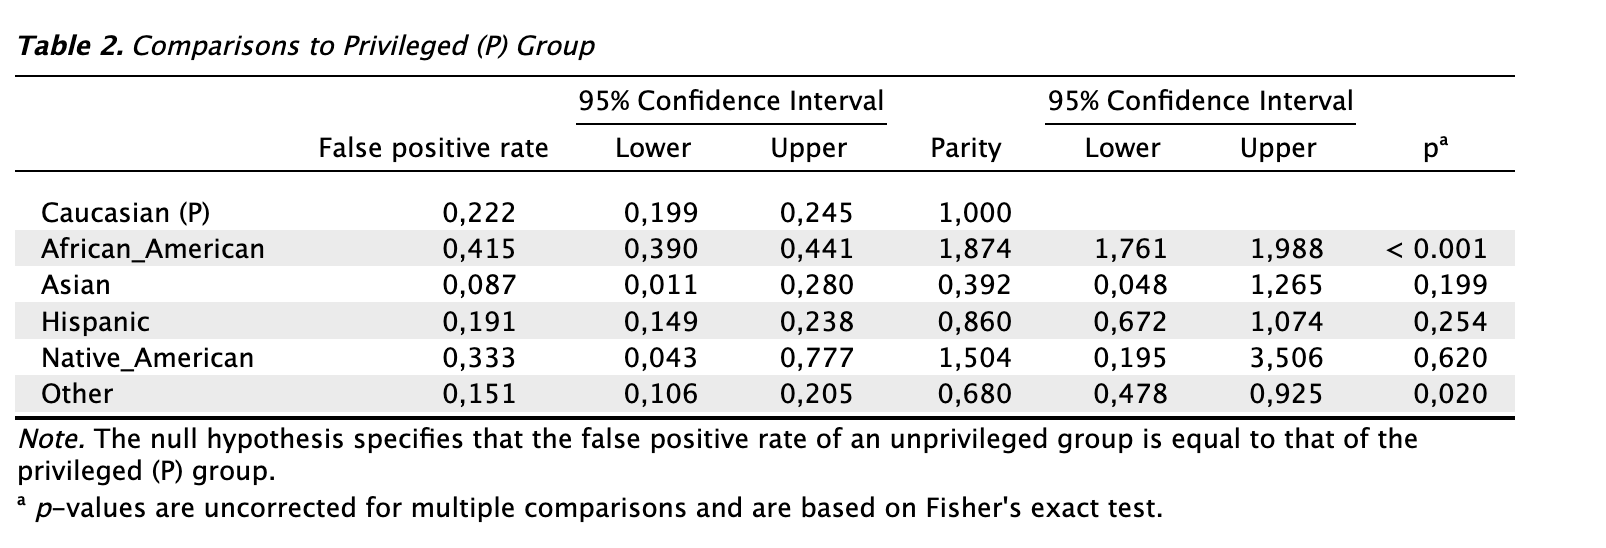 Table 2. Comparisons to Privileged (P) Group
95% Confidence Interval 95% Confidence Interval
False positive rate Lower Upper Parity Lower Upper pᵃ
Caucasian (P) 0,222 0,199 0,245 1,000
African_American 0,415 0,390 0,441 1,874 1,761 1,988 < 0.001
Asian 0,087 0,011 0,280 0,392 0,048 1,265 0,199
Hispanic 0,191 0,149 0,238 0,860 0,672 1,074 0,254
Native_American 0,333 0,043 0,777 1,504 0,195 3,506 0,620
Other 0,151 0,106 0,205 0,680 0,478 0,925 0,020
Note. The null hypothesis specifies that the false positive rate of an unprivileged group is equal to that of the
privileged (P) group.
ᵃ p-values are uncorrected for multiple comparisons and are based on Fisher's exact test.